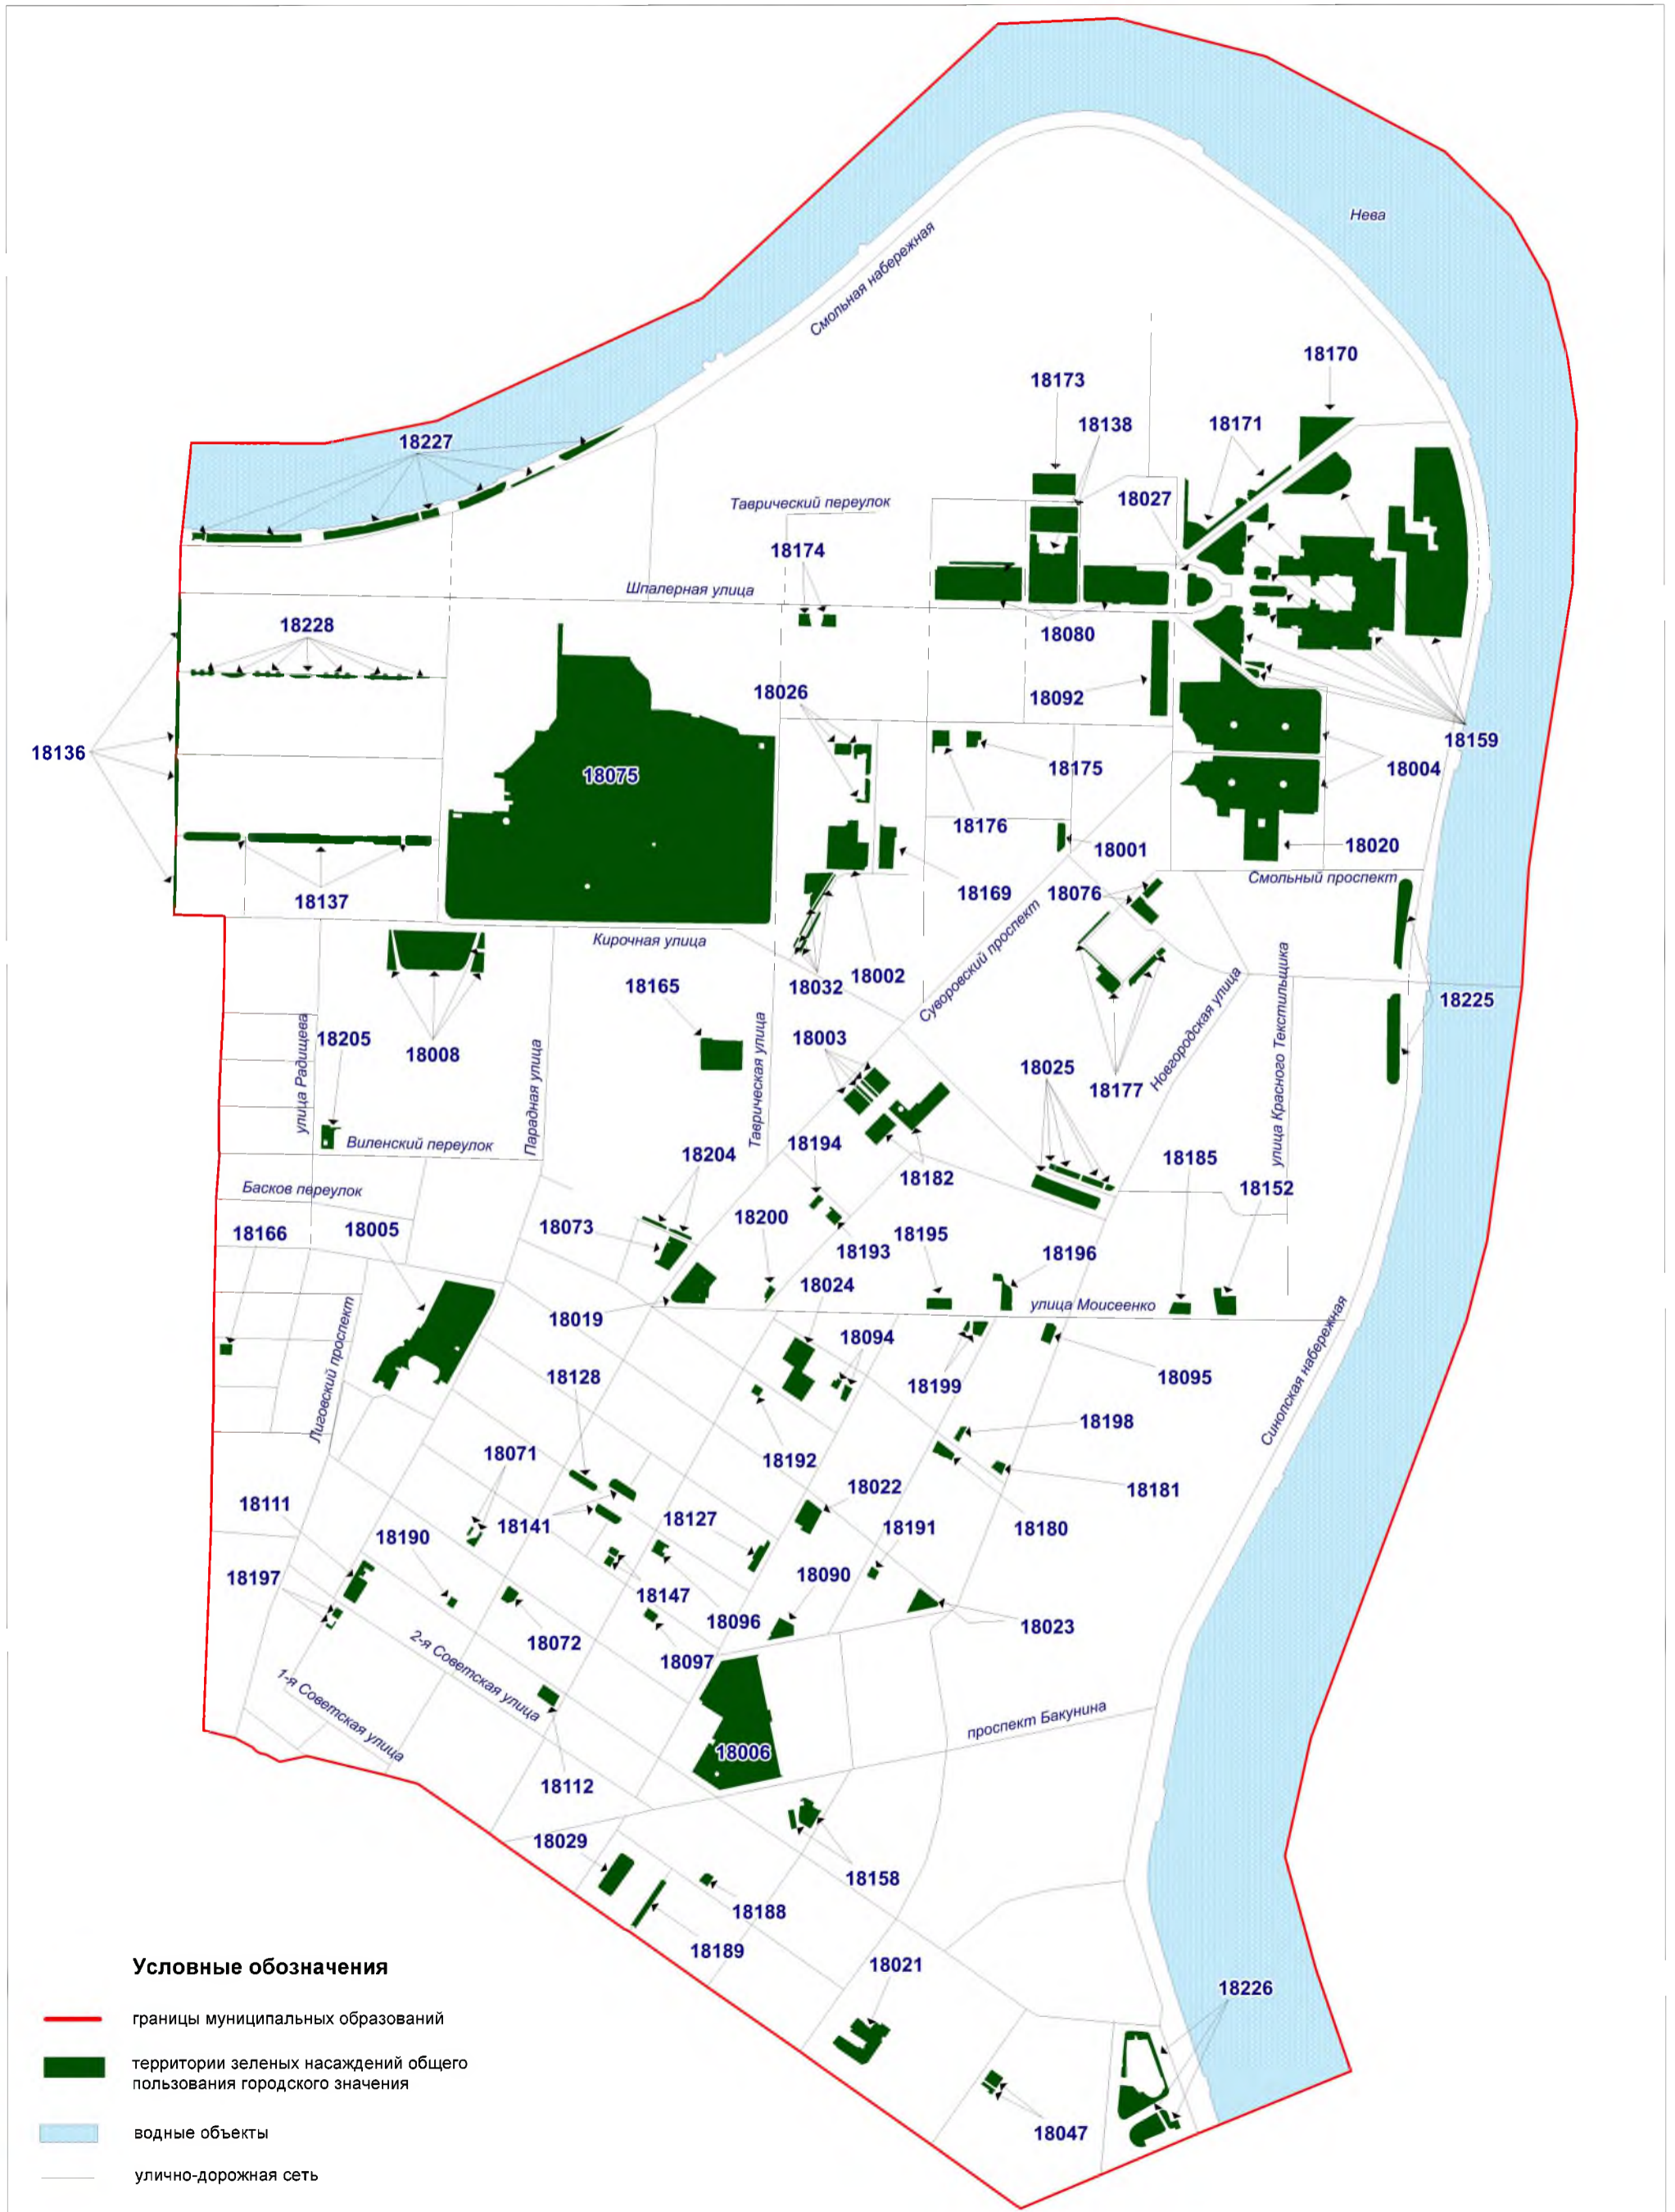 Нева
Смольная набережная
18170
18173
18138
18171
18227
18027
Таврический переулок
18174
Шпалерная улица
18228
18080
18026
18092
18136
18159
18075
18175
18004
18176
18001
18020
18137
18169
18076
Смольный проспект
Кирочная улица
18032
18002
18165
Суворовский проспект
18225
18205
18008
18003
18025
18177
Новгородская улица
улица Красного Текстильщика
улица Радищева
Парадная улица
Таврическая улица
Виленский переулок
18204
18194
18182
18185
18152
Басков переулок
18166
18005
18073
18200
18193
18195
18196
18024
18019
улица Моисеенко
Лиговский проспект
18128
18094
18199
18095
Синопская набережная
18192
18198
18071
18022
18181
18111
18190
18141
18127
18191
18180
18197
18147
18090
18072
18096
18023
2-я Советская улица
18097
1-я Советская улица
проспект Бакунина
18006
18112
18029
18158
18188
18189
18021
18226
18047
Условные обозначения
границы муниципальных образований
территории зеленых насаждений общего
пользования городского значения
водные объекты
улично-дорожная сеть